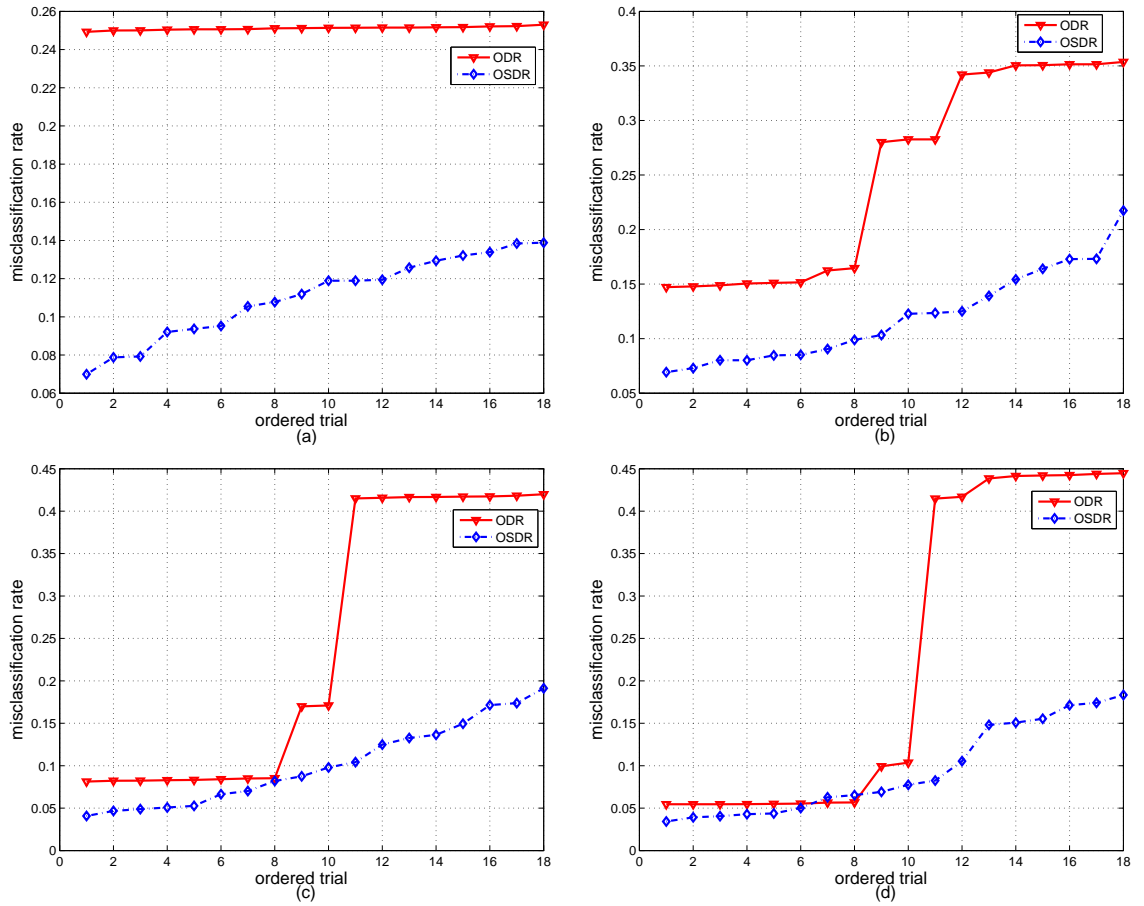 0.26
0.24
0.22
0.2
0.18
0.16
0.14
0.12
0.1
0.08
0.06
misclassification rate
ODR
OSDR
0 2 4 6 8 10 12 14 16 18
ordered trial
(a)
0.4
0.35
0.3
0.25
0.2
0.15
0.1
0.05
misclassification rate
ODR
OSDR
0 2 4 6 8 10 12 14 16 18
ordered trial
(b)
0.45
0.4
0.35
0.3
0.25
0.2
0.15
0.1
0.05
0
misclassification rate
ODR
OSDR
0 2 4 6 8 10 12 14 16 18
ordered trial
(c)
0.45
0.4
0.35
0.3
0.25
0.2
0.15
0.1
0.05
0
misclassification rate
ODR
OSDR
0 2 4 6 8 10 12 14 16 18
ordered trial
(d)